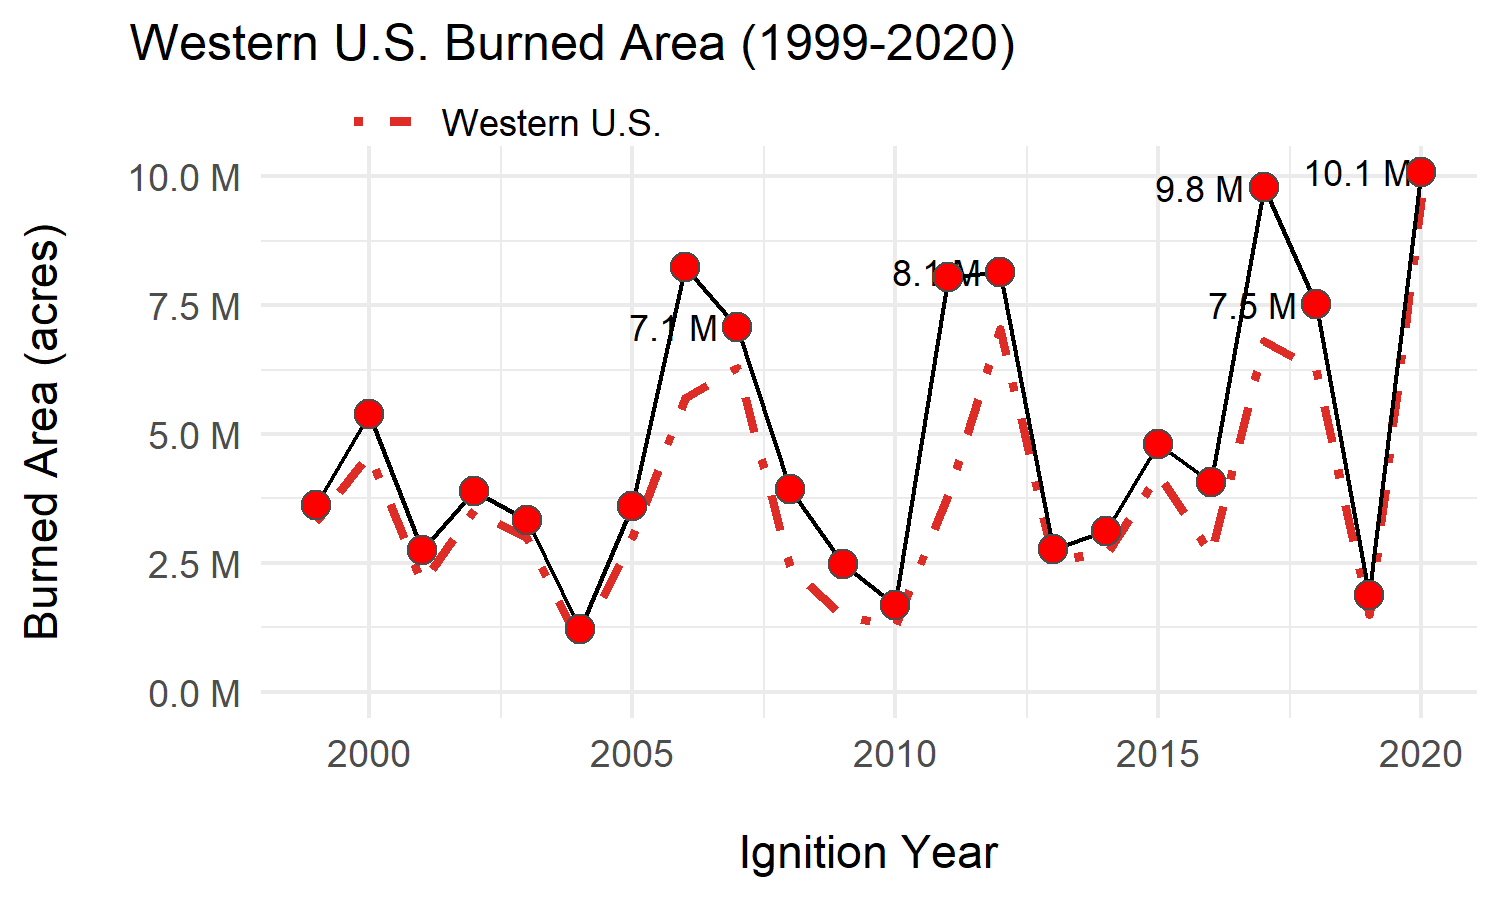 Western U.S. Burned Area (1999-2020)
Western U.S.
Burned Area (acres)
10.0 M
7.5 M
5.0 M
2.5 M
0.0 M
7.1 M
8.1 M
9.8 M
7.5 M
10.1 M
2000 2005 2010 2015 2020
Ignition Year